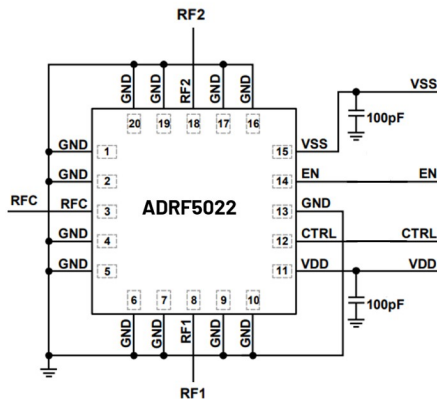 RF2
GND
GND
RF2
GND
GND
20
19
18
17
16
VSS
100pF
GND
1
15
VSS
GND
2
14
EN
EN
RFC
RFC
3
ADRF5022
13
GND
GND
4
12
CTRL
CTRL
GND
5
11
VDD
VDD
100pF
6
7
8
9
10
GND
GND
RF1
GND
GND
RF1